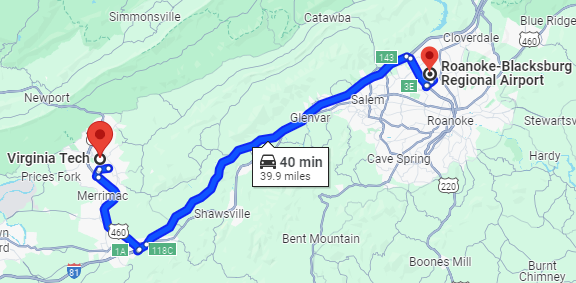 Simmonsville
Catawba
Blue Ridge
Cloverdale
460
143
Roanoke-Blacksburg
Regional Airport
3E
Newport
Salem
Glenvar
Roanoke
Stewartsv
Virginia Tech
40 min
39.9 miles
Cave Spring
Hardy
Prices Fork
220
Merrimac
Shawsville
460
1A
118C
Bent Mountain
81
Boones Mill
Burnt
Chimney